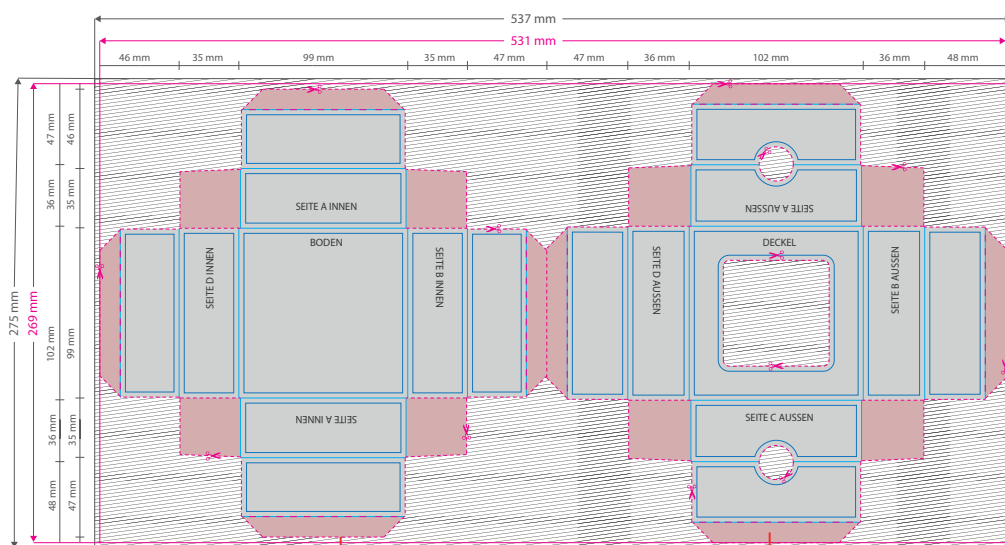 537 mm
531 mm
46 mm
35 mm
99 mm
35 mm
47 mm
47 mm
36 mm
102 mm
36 mm
48 mm
275 mm
269 mm
47 mm
36 mm
102 mm
36 mm
48 mm
46 mm
35 mm
99 mm
35 mm
47 mm
SEITE A INNEN
SEITE D INNEN
BODEN
SEITE B INNEN
SEITE A INNEN
SEITE A AUSSEN
SEITE D AUSSEN
DECKEL
SEITE B AUSSEN
SEITE C AUSSEN